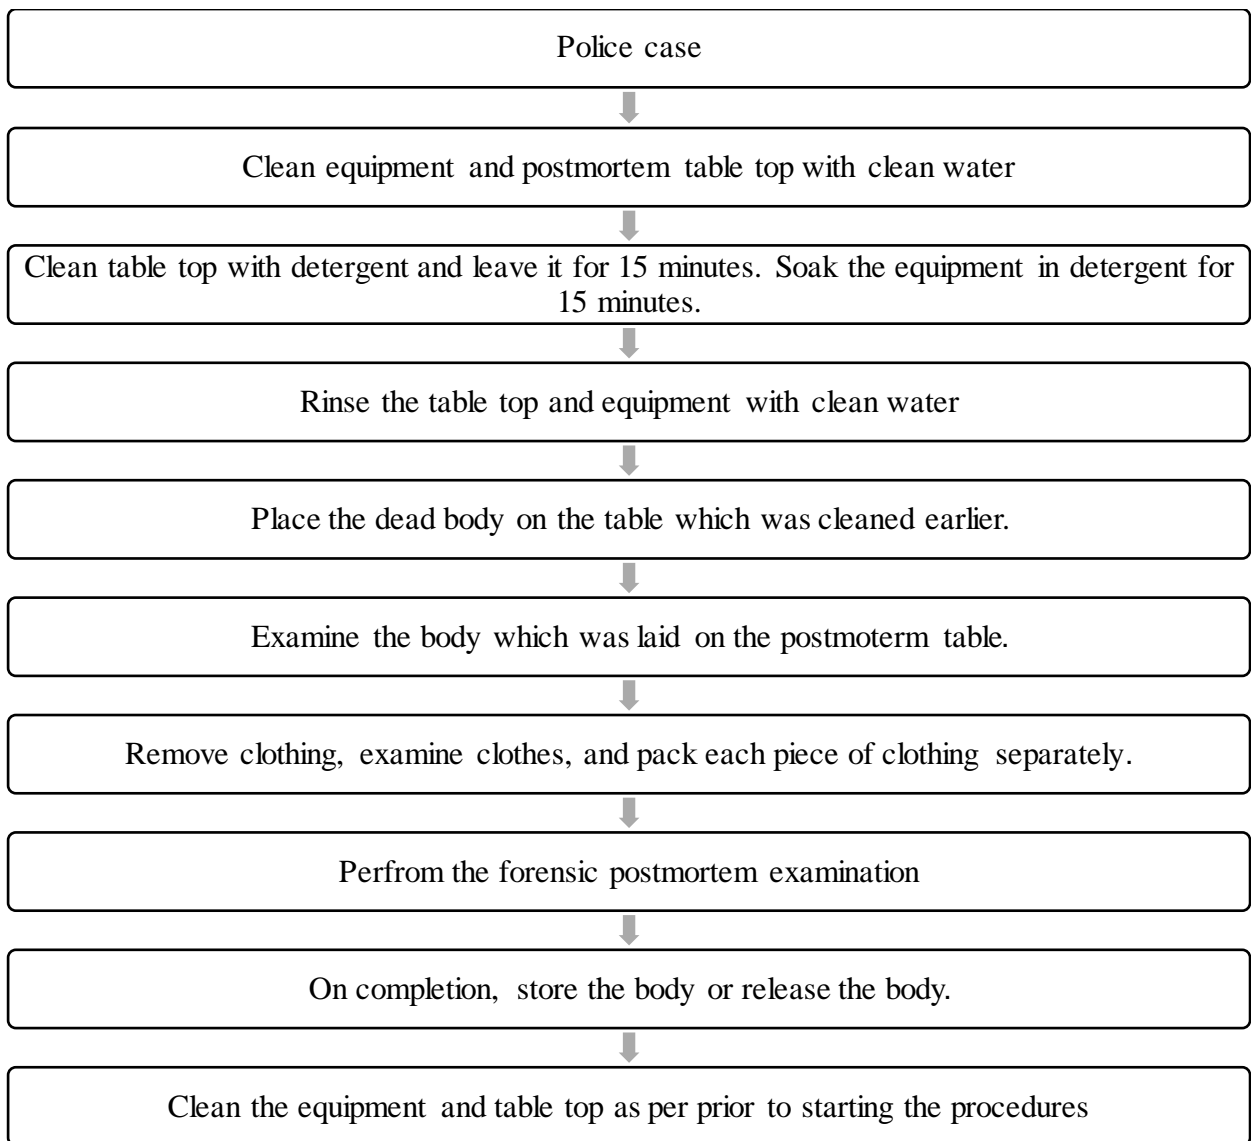 Police case
Clean equipment and postmortem table top with clean water
Clean table top with detergent and leave it for 15 minutes. Soak the equipment in detergent for
15 minutes.
Rinse the table top and equipment with clean water
Place the dead body on the table which was cleaned earlier.
Examine the body which was laid on the postmoterm table.
Remove clothing, examine clothes, and pack each piece of clothing separately.
Perfrom the forensic postmortem examination
On completion, store the body or release the body.
Clean the equipment and table top as per prior to starting the procedures